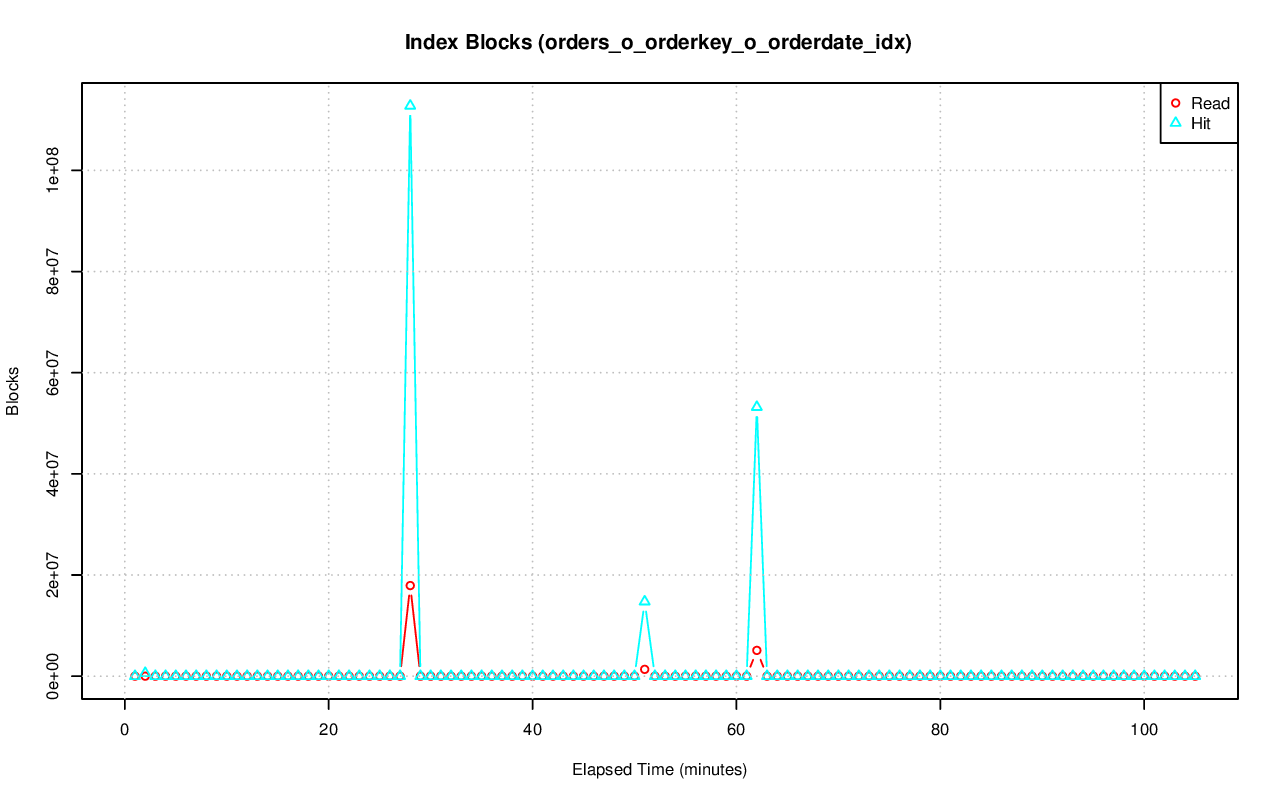 Index Blocks (orders_o_orderkey_o_orderdate_idx)
Read
Hit
Blocks
1e+08
8e+07
6e+07
4e+07
2e+07
0e+00
0 20 40 60 80 100
Elapsed Time (minutes)